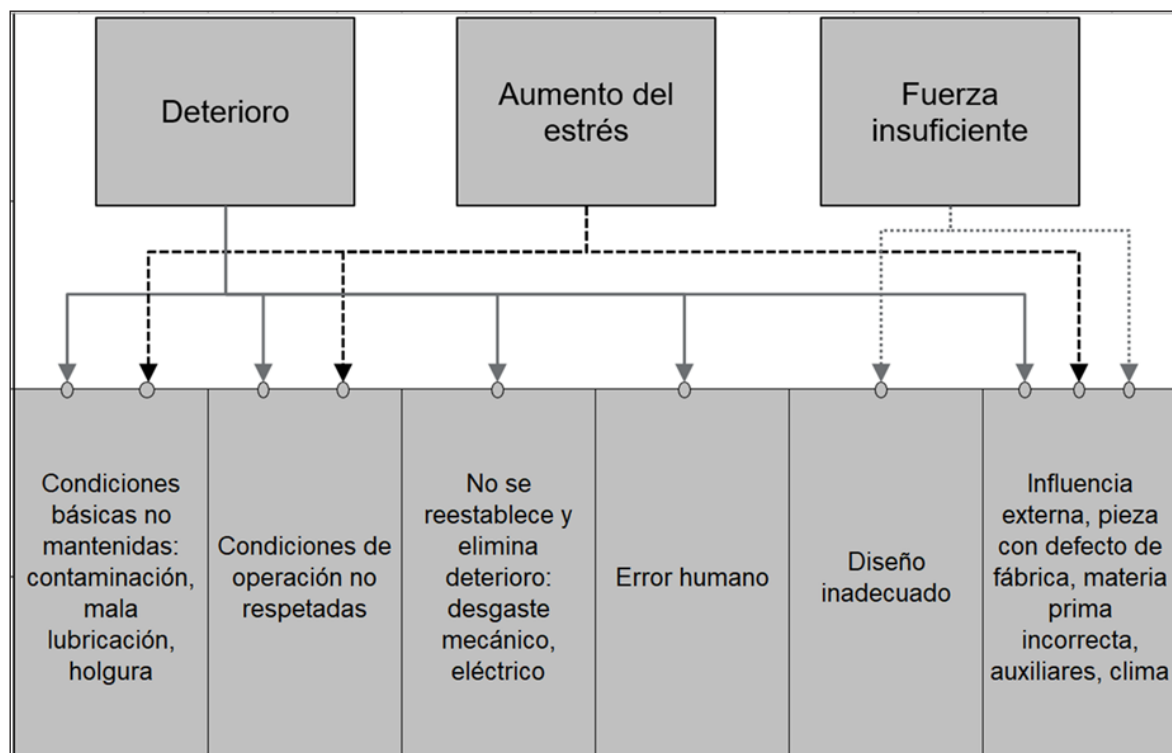 Deterioro
Aumento del
estrés
Fuerza
insuficiente
Condiciones
básicas no
mantenidas:
contaminación,
mala
lubricación,
holgura
Condiciones de
operación no
respetadas
No se
reestablece y
elimina
deterioro:
desgaste
mecánico,
eléctrico
Error humano
Diseño
inadecuado
Influencia
externa, pieza
con defecto de
fábrica, materia
prima
incorrecta,
auxiliares, clima